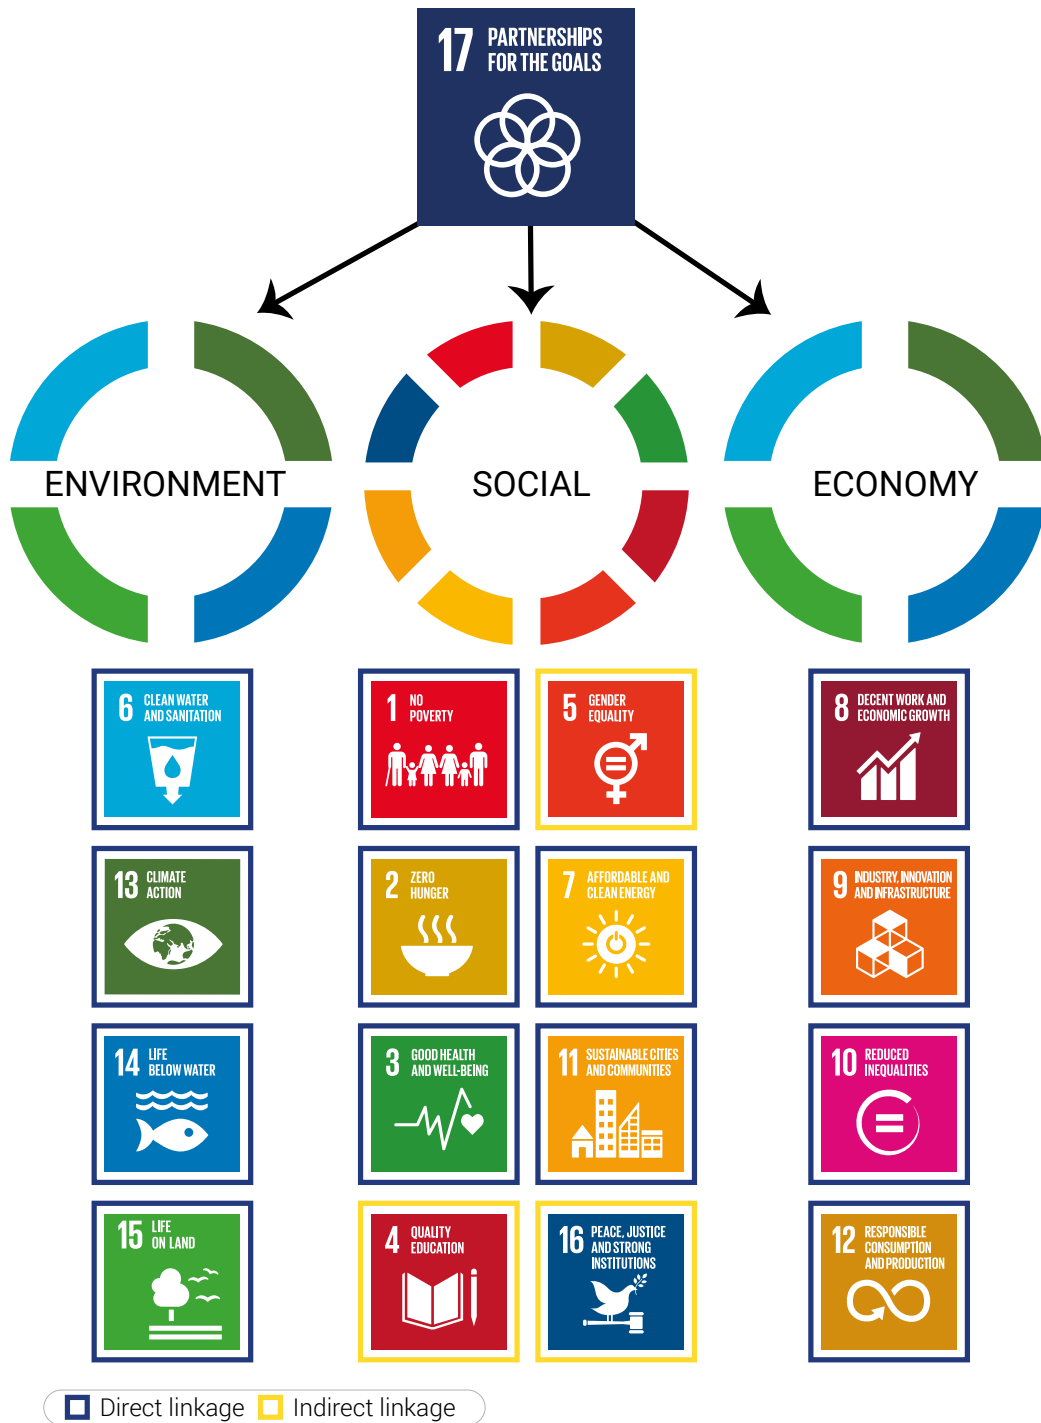 17 PARTNERSHIPS
FOR THE GOALS
ENVIRONMENT
SOCIAL
ECONOMY
6 CLEAN WATER
AND SANITATION
1 NO
POVERTY
5 GENDER
EQUALITY
8 DECENT WORK AND
ECONOMIC GROWTH
13 CLIMATE
ACTION
2 ZERO
HUNGER
7 AFFORDABLE AND
CLEAN ENERGY
9 INDUSTRY, INNOVATION
AND INFRASTRUCTURE
14 LIFE
BELOW WATER
3 GOOD HEALTH
AND WELL-BEING
11 SUSTAINABLE CITIES
AND COMMUNITIES
10 REDUCED
INEQUALITIES
15 LIFE
ON LAND
4 QUALITY
EDUCATION
16 PEACE, JUSTICE
AND STRONG
INSTITUTIONS
12 RESPONSIBLE
CONSUMPTION
AND PRODUCTION
Direct linkage
Indirect linkage